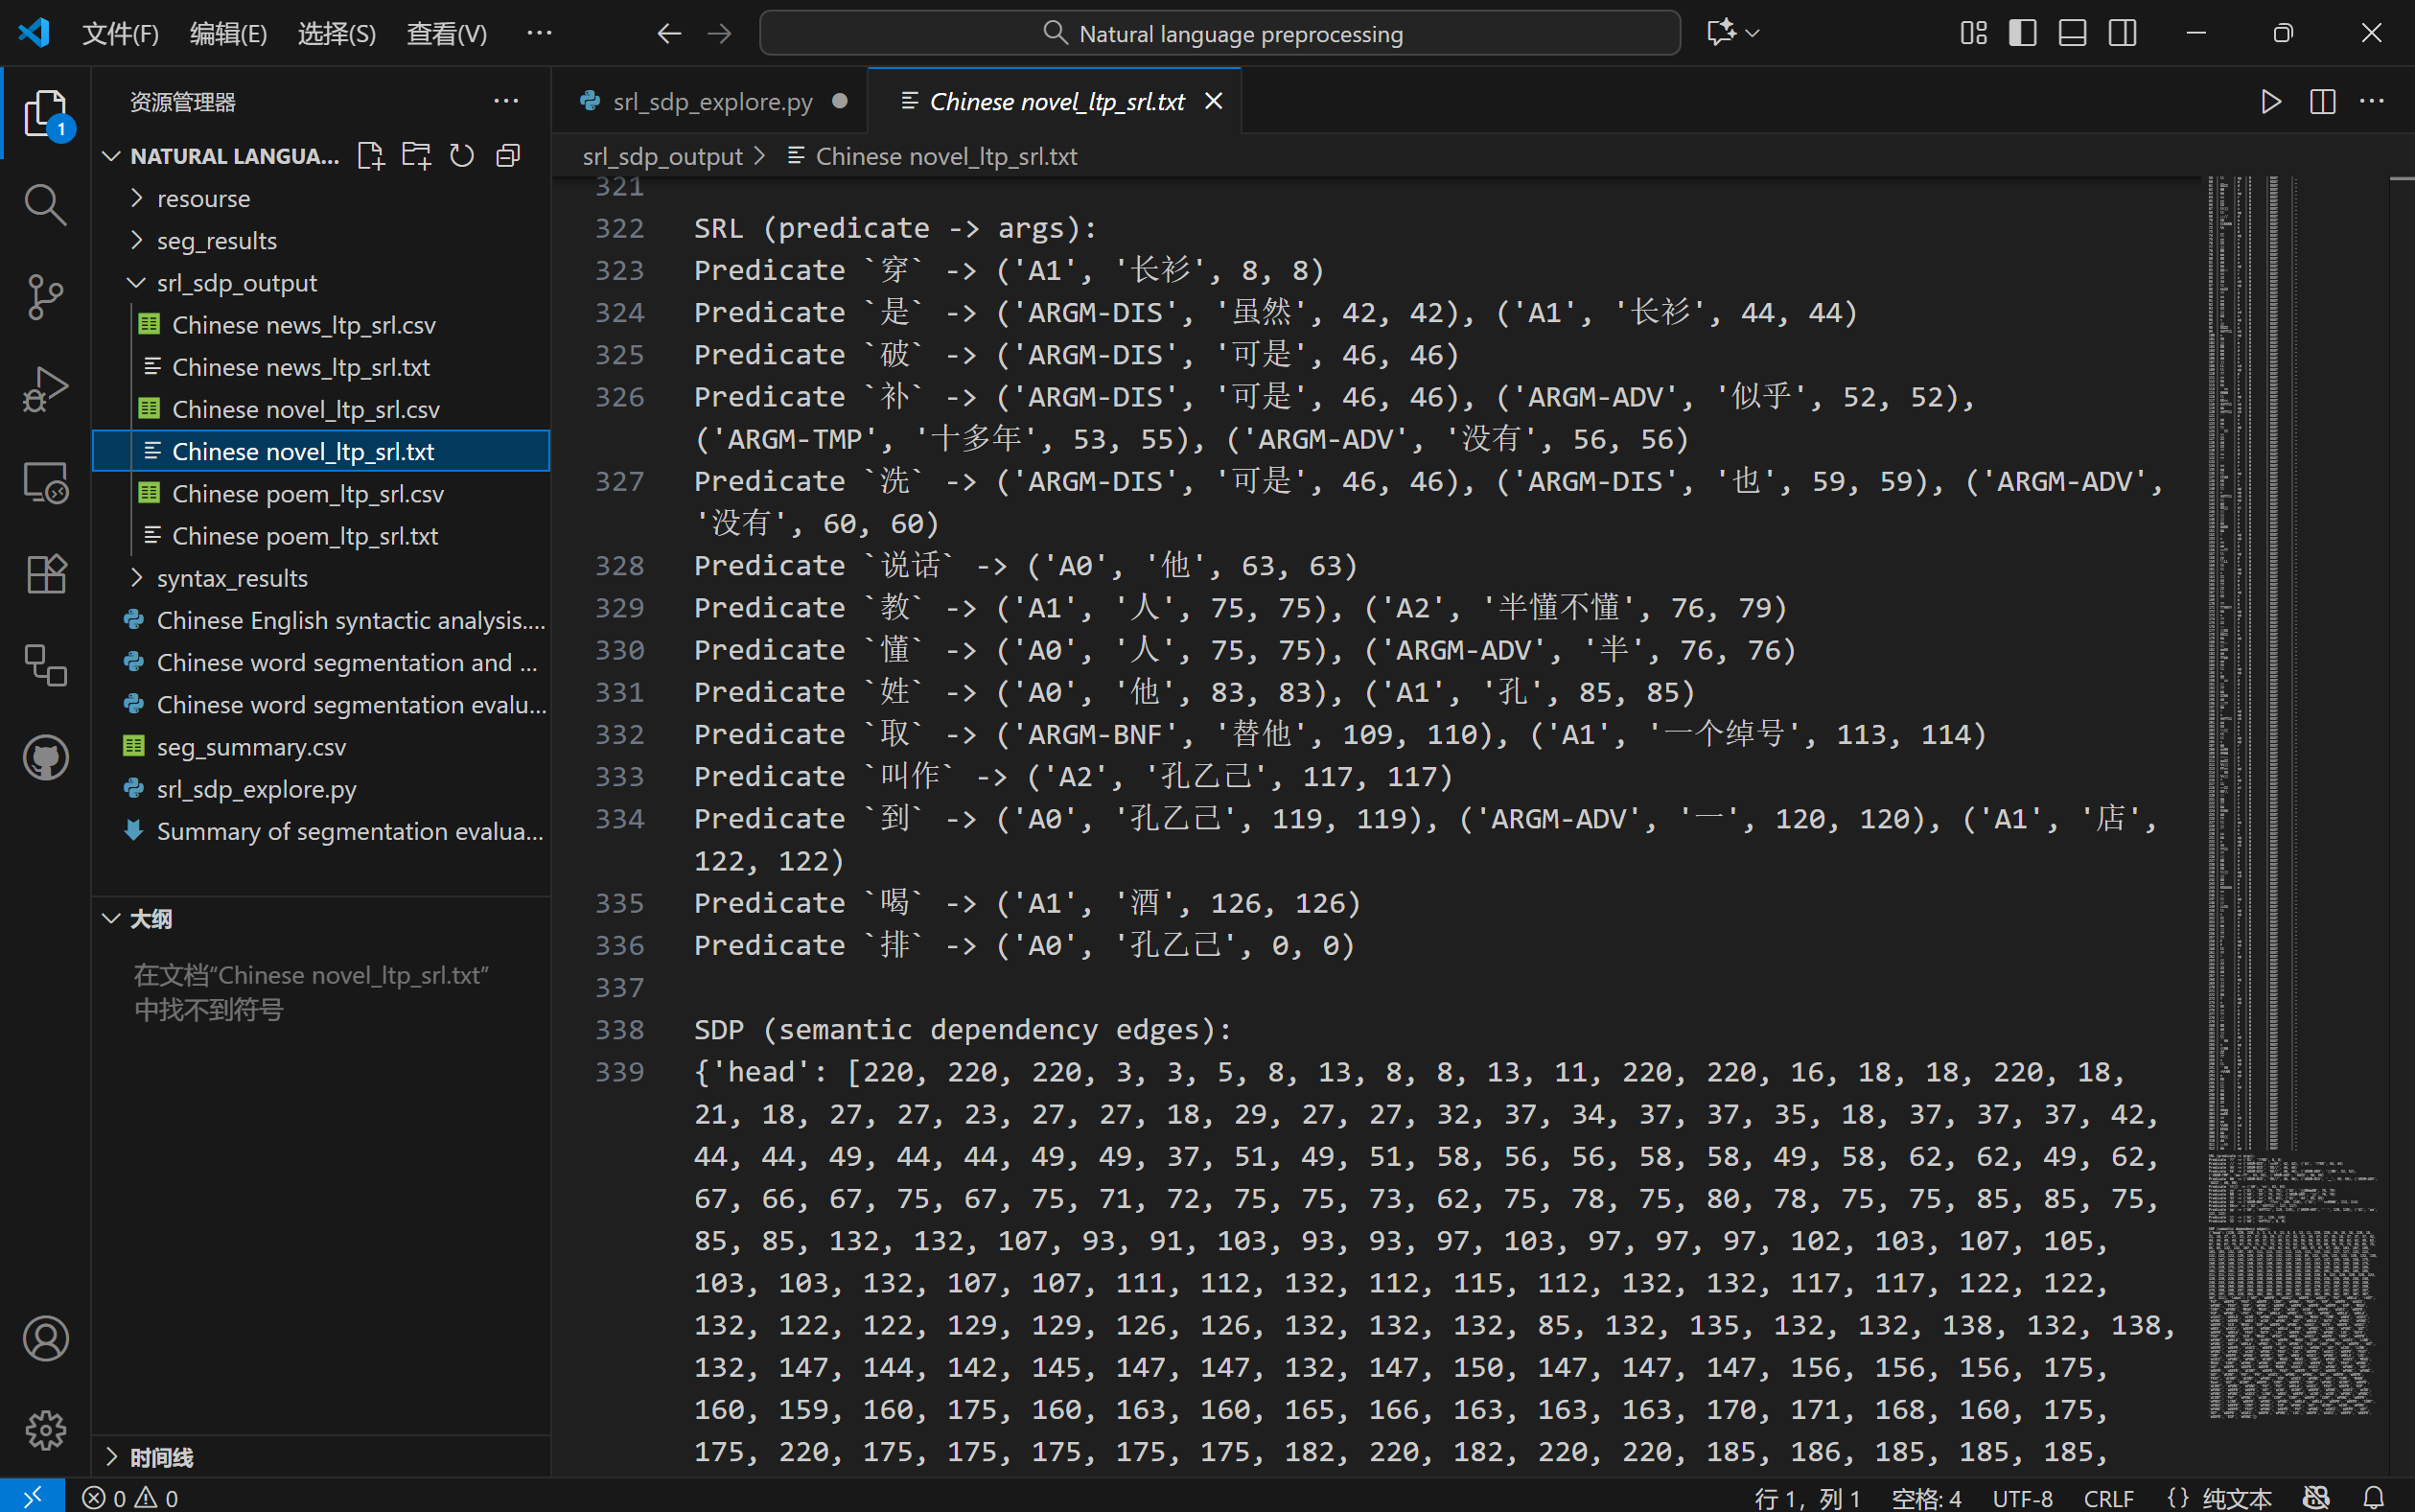 文件(F) 编辑(E) 选择(S) 查看(V) ··· Natural language preprocessing
资源管理器
1
NATURAL LANGUA...
resourse
seg_results
srl_sdp_output
Chinese news_ltp_srl.csv
Chinese news_ltp_srl.txt
Chinese novel_ltp_srl.csv
Chinese novel_ltp_srl.txt
Chinese poem_ltp_srl.csv
Chinese poem_ltp_srl.txt
syntax_results
Chinese English syntactic analysis....
Chinese word segmentation and ...
Chinese word segmentation evalu...
seg_summary.csv
srl_sdp_explore.py
Summary of segmentation evalua...
大纲
在文档“Chinese novel_ltp_srl.txt”
中找不到符号
时间线
srl_sdp_explore.py Chinese novel_ltp_srl.txt
srl_sdp_output > Chinese novel_ltp_srl.txt
321
322 SRL (predicate -> args):
323 Predicate `穿` -> ('A1', '长衫', 8, 8)
324 Predicate `是` -> ('ARGM-DIS', '虽然', 42, 42), ('A1', '长衫', 44, 44)
325 Predicate `破` -> ('ARGM-DIS', '可是', 46, 46)
326 Predicate `补` -> ('ARGM-DIS', '可是', 46, 46), ('ARGM-ADV', '似乎', 52, 52),
('ARGM-TMP', '十多年', 53, 55), ('ARGM-ADV', '没有', 56, 56)
327 Predicate `洗` -> ('ARGM-DIS', '可是', 46, 46), ('ARGM-DIS', '也', 59, 59), ('ARGM-ADV',
'没有', 60, 60)
328 Predicate `说话` -> ('A0', '他', 63, 63)
329 Predicate `教` -> ('A1', '人', 75, 75), ('A2', '半懂不懂', 76, 79)
330 Predicate `懂` -> ('A0', '人', 75, 75), ('ARGM-ADV', '半', 76, 76)
331 Predicate `姓` -> ('A0', '他', 83, 83), ('A1', '孔', 85, 85)
332 Predicate `取` -> ('ARGM-BNF', '替他', 109, 110), ('A1', '一个绰号', 113, 114)
333 Predicate `叫作` -> ('A2', '孔乙己', 117, 117)
334 Predicate `到` -> ('A0', '孔乙己', 119, 119), ('ARGM-ADV', '一', 120, 120), ('A1', '店',
122, 122)
335 Predicate `喝` -> ('A1', '酒', 126, 126)
336 Predicate `排` -> ('A0', '孔乙己', 0, 0)
337
338 SDP (semantic dependency edges):
339 {'head': [220, 220, 220, 3, 3, 5, 8, 13, 8, 8, 13, 11, 220, 220, 16, 18, 18, 220, 18,
21, 18, 27, 27, 23, 27, 27, 18, 29, 27, 27, 32, 37, 34, 37, 37, 35, 18, 37, 37, 37, 42,
44, 44, 49, 44, 44, 49, 49, 37, 51, 49, 51, 58, 56, 56, 58, 58, 49, 58, 62, 62, 49, 62,
67, 66, 67, 67, 75, 67, 75, 71, 72, 75, 75, 73, 62, 75, 78, 75, 80, 78, 75, 75, 85, 85, 75,
85, 85, 132, 132, 107, 93, 91, 103, 93, 93, 97, 103, 97, 97, 97, 102, 103, 107, 105,
103, 103, 132, 107, 107, 111, 112, 132, 112, 115, 112, 132, 132, 117, 117, 122, 122,
132, 122, 122, 129, 129, 126, 126, 132, 132, 132, 85, 132, 135, 132, 132, 138, 132, 138,
132, 147, 144, 142, 145, 147, 147, 132, 147, 150, 147, 147, 147, 156, 156, 156, 175,
160, 159, 160, 175, 160, 163, 160, 165, 166, 163, 163, 163, 170, 171, 168, 160, 175,
175, 220, 175, 175, 175, 175, 175, 182, 220, 182, 220, 220, 185, 186, 185, 185, 185,
0 0 行 1，列 1 空格: 4 UTF-8 CRLF {} 纯文本